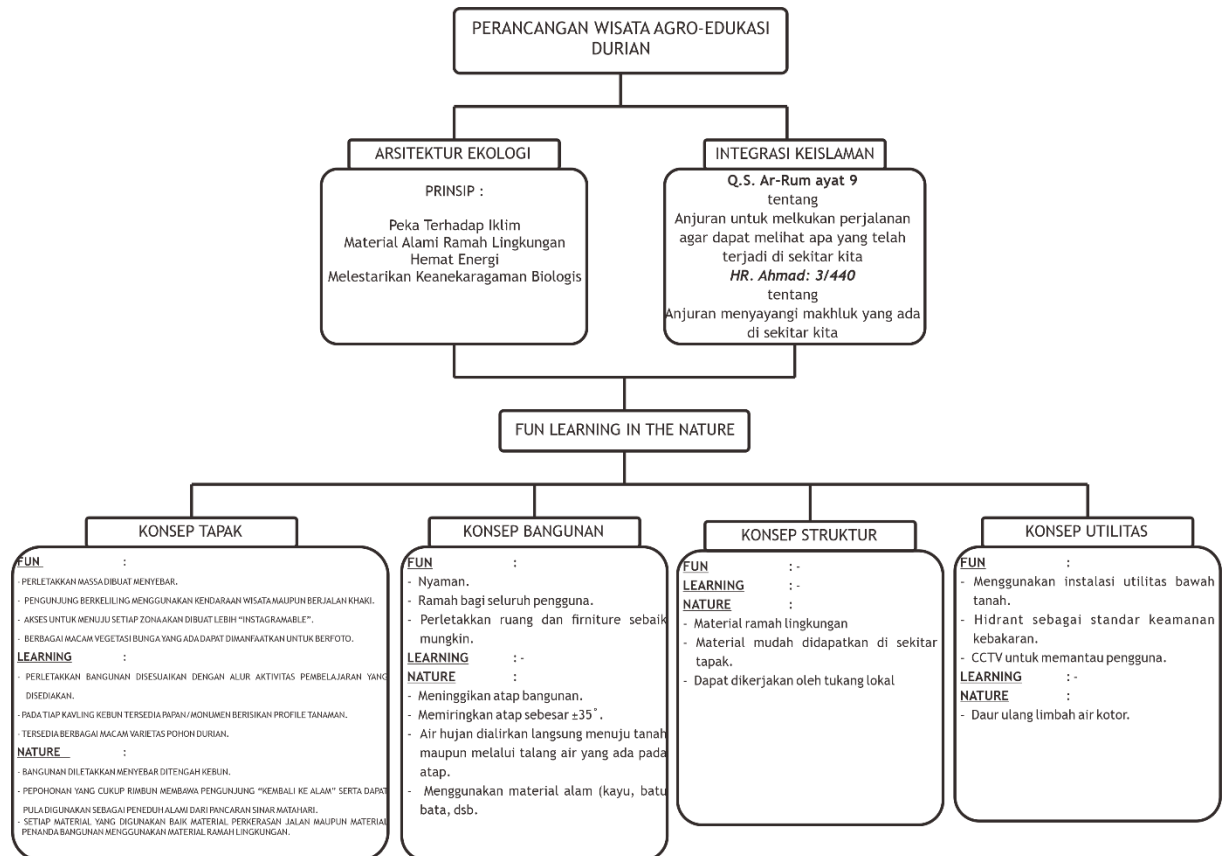 PERANCANGAN WISATA AGRO-EDUKASI
DURIAN
ARSITEKTUR EKOLOGI
PRINSIP :
Peka Terhadap Iklim
Material Alami Ramah Lingkungan
Hemat Energi
Melestarikan Keanekaragaman Biologis
INTEGRASI KEISLAMAN
Q.S. Ar-Rum ayat 9
tentang
Anjuran untuk melkukan perjalanan
agar dapat melihat apa yang telah
terjadi di sekitar kita
HR. Ahmad: 3/440
tentang
Anjuran menyayangi makhluk yang ada
di sekitar kita
FUN LEARNING IN THE NATURE
KONSEP TAPAK
FUN :
- PERLETAKKAN MASSA DIBUAT MENYEBAR.
- PENGUNJUNG BERKELILING MENGGUNAKAN KENDARAAN WISATA MAUPUN BERJALAN KHAKI.
- AKSES UNTUK MENUJU SETIAP ZONA AKAN DIBUAT LEBIH "INSTAGRAMABLE".
- BERBAGAI MACAM VEGETASI BUNGA YANG ADA DAPAT DIMANFAATKAN UNTUK BERFOTO.
LEARNING :
- PERLETAKKAN BANGUNAN DISESUAIKAN DENGAN ALUR AKTIVITAS PEMBELAJARAN YANG
DISEDIAKAN.
- PADA TIAP KAVLING KEBUN TERSEDIA PAPAN/ MONUMEN BERISIKAN PROFILE TANAMAN.
- TERSEDIA BERBAGAI MACAM VARIETAS POHON DURIAN.
NATURE :
- BANGUNAN DILETAKKAN MENYEBAR DITENGAH KEBUN.
- PEPOHONAN YANG CUKUP RIMBUN MEMBAWA PENGUNJUNG "KEMBALI KE ALAM" SERTA DAPAT
PULA DIGUNAKAN SEBAGAI PENEDUH ALAMI DARI PANCARAN SINAR MATAHARI.
- SETIAP MATERIAL YANG DIGUNAKAN BAIK MATERIAL PERKERASAN JALAN MAUPUN MATERIAL
PENANDA BANGUNAN MENGGUNAKAN MATERIAL RAMAH LINGKUNGAN.
KONSEP BANGUNAN
FUN :
- Nyaman.
- Ramah bagi seluruh pengguna.
- Perletakkan ruang dan firniture sebaik
mungkin.
LEARNING : -
NATURE :
- Meninggikan atap bangunan.
- Memiringkan atap sebesar ±35˚.
- Air hujan dialirkan langsung menuju tanah
maupun melalui talang air yang ada pada
atap.
- Menggunakan material alam (kayu, batu
bata, dsb.
KONSEP STRUKTUR
FUN : -
LEARNING : -
NATURE :
- Material ramah lingkungan
- Material mudah didapatkan di sekitar
tapak.
- Dapat dikerjakan oleh tukang lokal
KONSEP UTILITAS
FUN :
- Menggunakan instalasi utilitas bawah
tanah.
- Hidrant sebagai standar keamanan
kebakaran.
- CCTV untuk memantau pengguna.
LEARNING : -
NATURE :
- Daur ulang limbah air kotor.